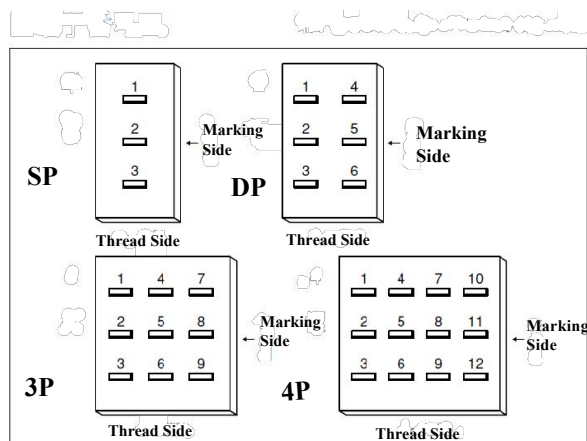 1
2
3
SP
Marking
Side
Thread Side
1 4
2 5
3 6
DP
Marking
Side
Thread Side
1 4 7
2 5 8
3 6 9
3P
Marking
Side
Thread Side
1 4 7 10
2 5 8 11
3 6 9 12
4P
Marking
Side
Thread Side